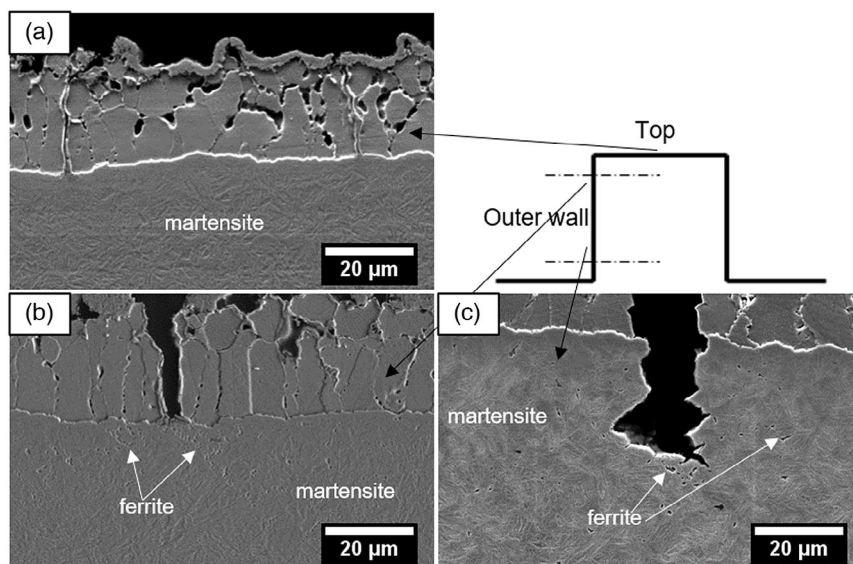 (a)
martensite
20 µm
Top
Outer wall
(b)
ferrite
martensite
20 µm
(c)
martensite
ferrite
20 µm